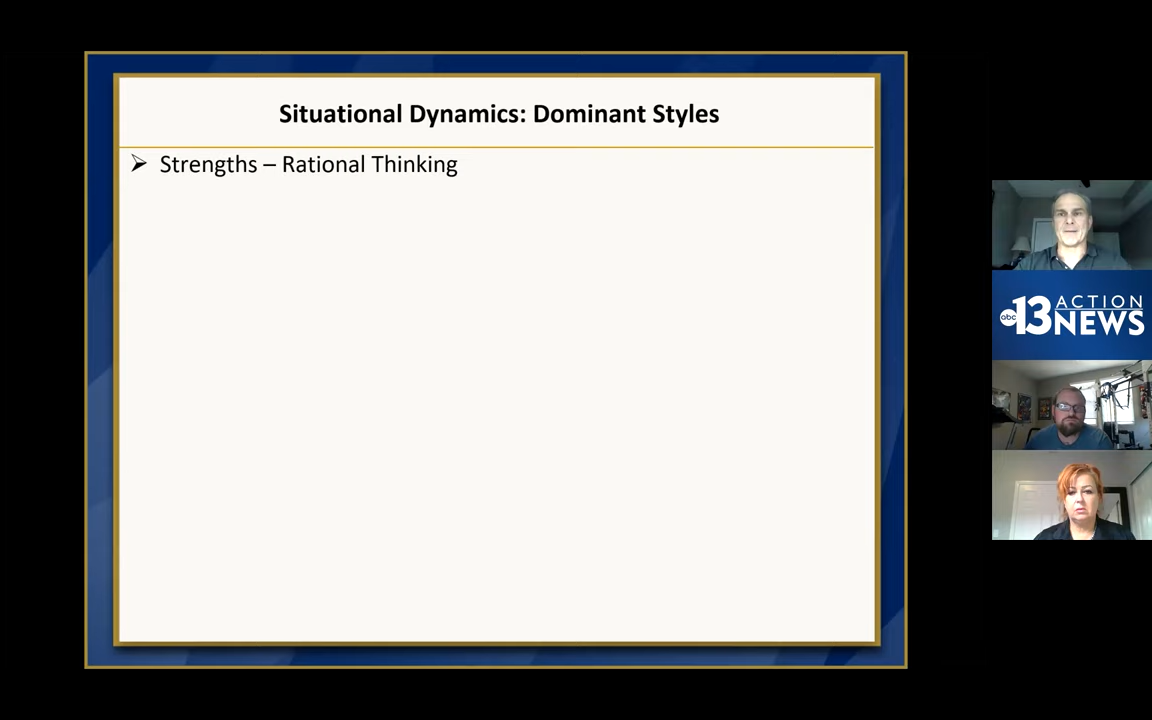 Situational Dynamics: Dominant Styles
Strengths – Rational Thinking
abc 13 ACTION NEWS